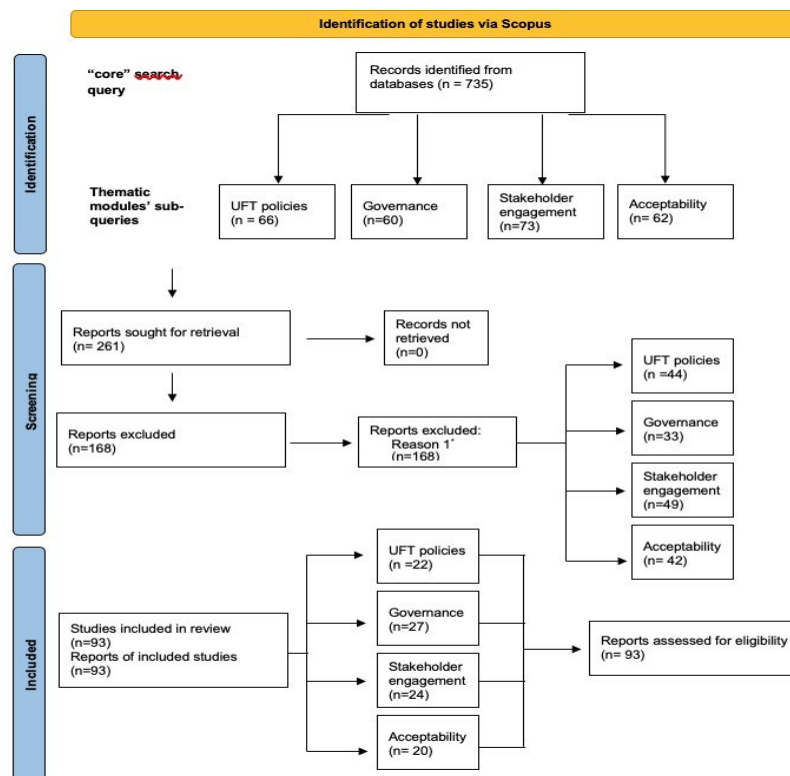 Identification of studies via Scopus
Identification
“core” search
query
Records identified from
databases (n = 735)
Thematic
modules’ sub-
queries
UFT policies
(n = 66)
Governance
(n=60)
Stakeholder
engagement
(n=73)
Acceptability
(n= 62)
Screening
Reports sought for retrieval
(n= 261)
Records not
retrieved
(n=0)
Reports excluded
(n=168)
Reports excluded:
Reason 1*
(n=168)
UFT policies
(n =44)
Governance
(n=33)
Stakeholder
engagement
(n=49)
Acceptability
(n= 42)
Included
Studies included in review
(n=93)
Reports of included studies
(n=93)
UFT policies
(n =22)
Governance
(n=27)
Stakeholder
engagement
(n=24)
Acceptability
(n= 20)
Reports assessed for eligibility
(n= 93)